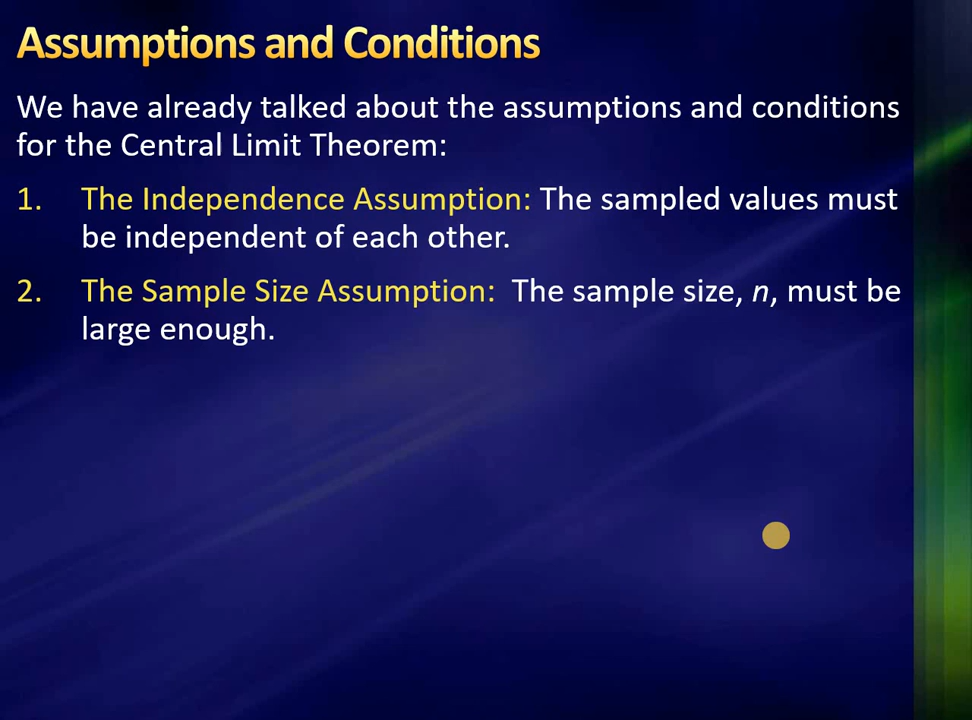 Assumptions and Conditions
We have already talked about the assumptions and conditions
for the Central Limit Theorem:
1. The Independence Assumption: The sampled values must
be independent of each other.
2. The Sample Size Assumption: The sample size, n, must be
large enough.